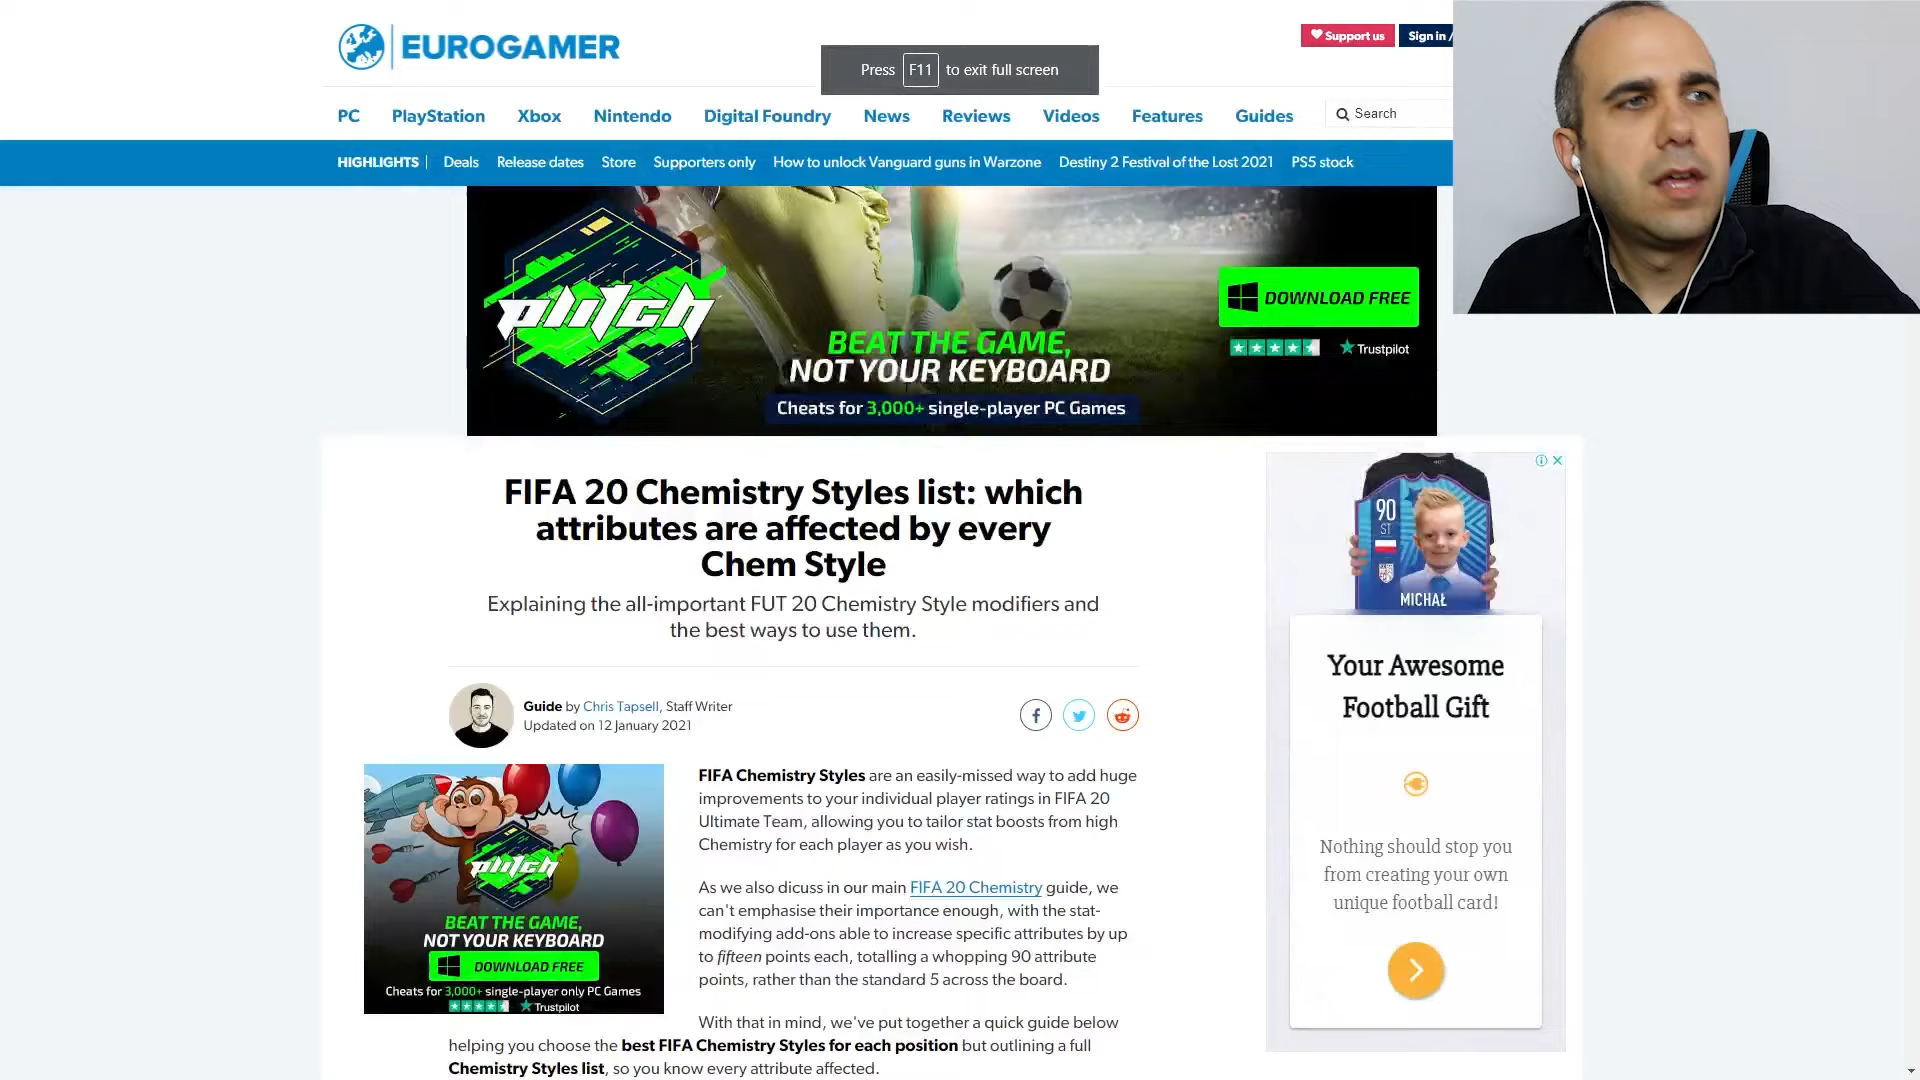 EUROGAMER
Support us
Sign in /
Press F11 to exit full screen
PC PlayStation Xbox Nintendo Digital Foundry News Reviews Videos Features Guides Search
HIGHLIGHTS Deals Release dates Store Supporters only How to unlock Vanguard guns in Warzone Destiny 2 Festival of the Lost 2021 PS5 stock
plitch
BEAT THE GAME,
NOT YOUR KEYBOARD
Cheats for 3,000+ single-player PC Games
DOWNLOAD FREE
Trustpilot
FIFA 20 Chemistry Styles list: which
attributes are affected by every
Chem Style
Explaining the all-important FUT 20 Chemistry Style modifiers and
the best ways to use them.
Guide by Chris Tapsell, Staff Writer
Updated on 12 January 2021
plitch
BEAT THE GAME,
NOT YOUR KEYBOARD
DOWNLOAD FREE
Cheats for 3,000+ single-player only PC Games
Trustpilot
FIFA Chemistry Styles are an easily-missed way to add huge
improvements to your individual player ratings in FIFA 20
Ultimate Team, allowing you to tailor stat boosts from high
Chemistry for each player as you wish.
As we also dicuss in our main FIFA 20 Chemistry guide, we
can't emphasise their importance enough, with the stat-
modifying add-ons able to increase specific attributes by up
to fifteen points each, totalling a whopping 90 attribute
points, rather than the standard 5 across the board.
With that in mind, we've put together a quick guide below
helping you choose the best FIFA Chemistry Styles for each position but outlining a full
Chemistry Styles list, so you know every attribute affected.
90
ST
MICHAŁ
Your Awesome
Football Gift
Nothing should stop you
from creating your own
unique football card!